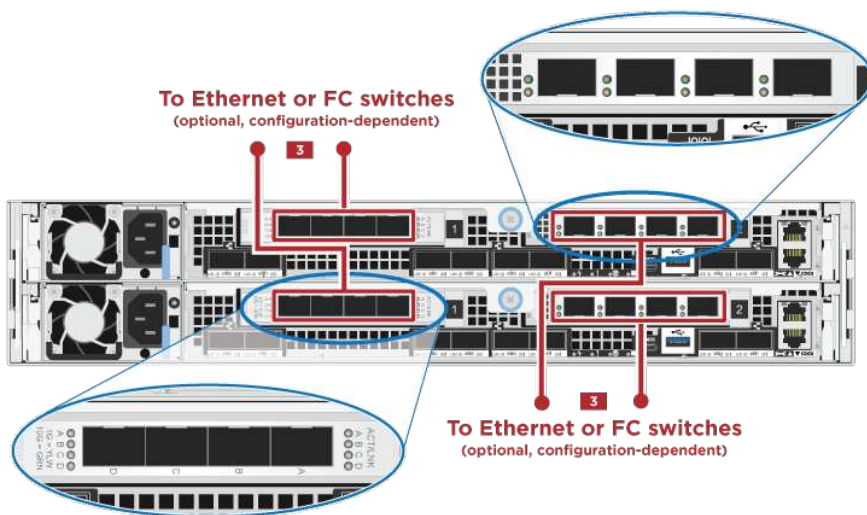 To Ethernet or FC switches
(optional, configuration-dependent)
3
1
1
2
3
To Ethernet or FC switches
(optional, configuration-dependent)
10G = GRN
1G = YLW
A B C D
D
C
B
A
A B C D
ACT/LNK